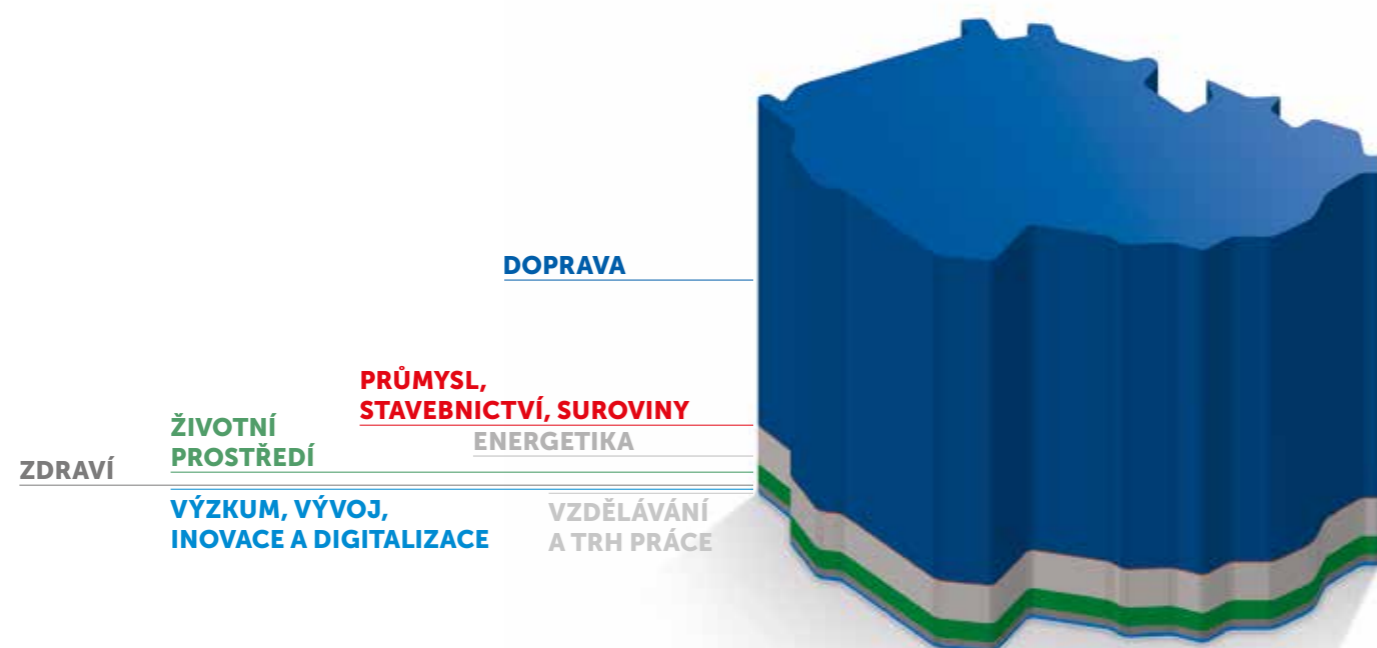 DOPRAVA
PRŮMYSL,
STAVEBNICTVÍ, SUROVINY
ENERGETIKA
ŽIVOTNÍ
PROSTŘEDÍ
ZDRAVÍ
VÝZKUM, VÝVOJ,
INOVACE A DIGITALIZACE
VZDĚLÁVÁNÍ
A TRH PRÁCE